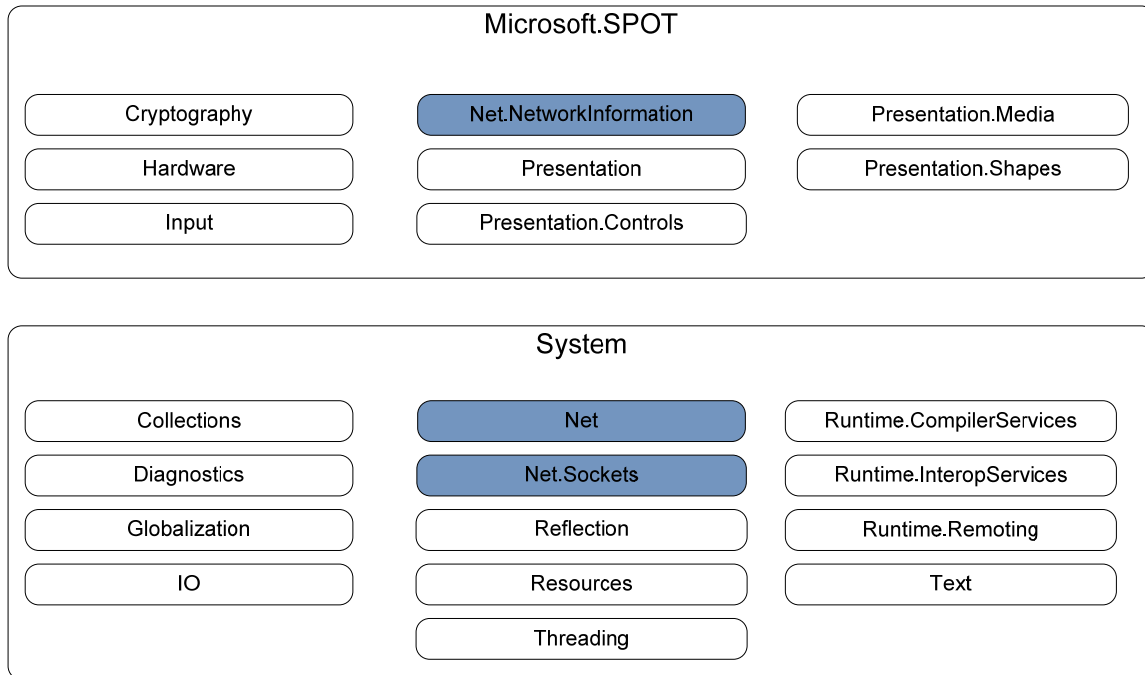 Microsoft.SPOT
Cryptography
Net.NetworkInformation
Presentation.Media
Hardware
Presentation
Presentation.Shapes
Input
Presentation.Controls
System
Collections
Net
Runtime.CompilerServices
Diagnostics
Net.Sockets
Runtime.InteropServices
Globalization
Reflection
Runtime.Remoting
IO
Resources
Text
Threading